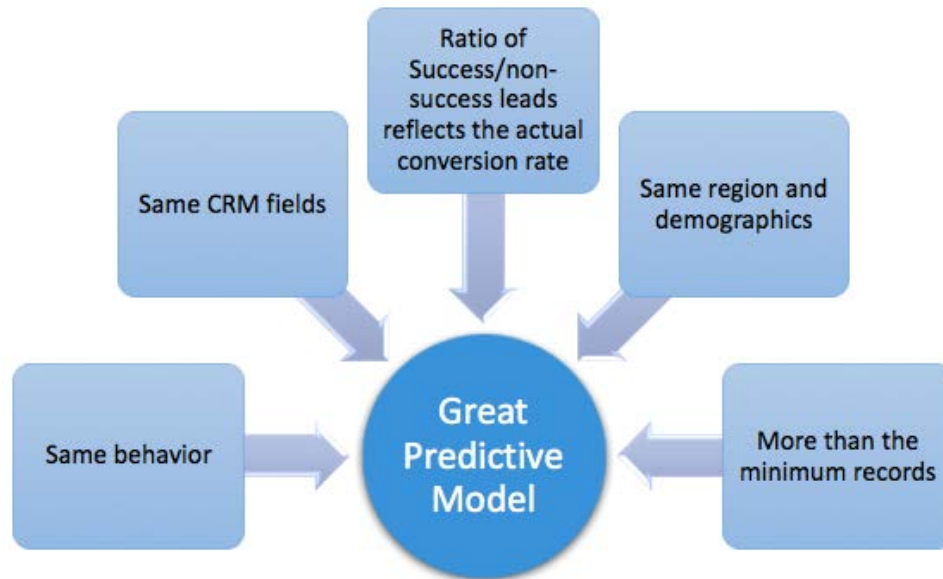 Ratio of
Success/non-
success leads
reflects the actual
conversion rate
Same CRM fields
Same region and
demographics
Same behavior
Great
Predictive
Model
More than the
minimum records